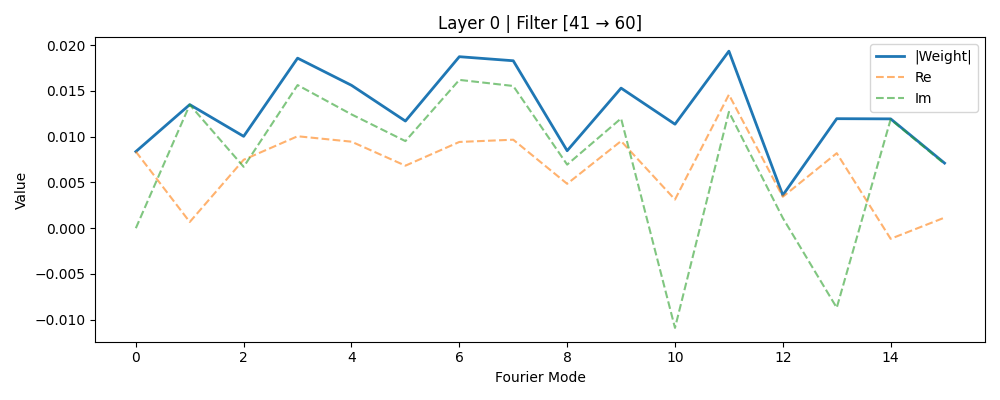 Layer 0 | Filter [41 → 60]
|Weight|
Re
Im
0.020
0.015
0.010
0.005
0.000
−0.005
−0.010
Value
0 2 4 6 8 10 12 14
Fourier Mode